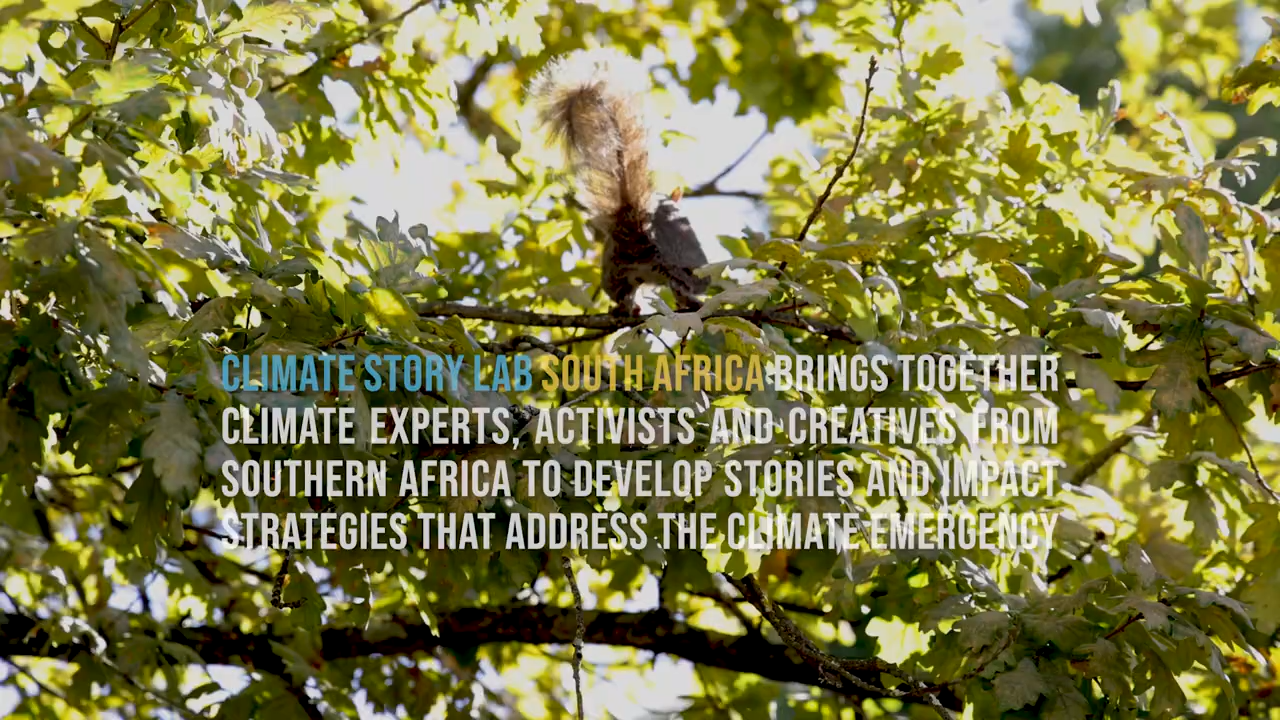 CLIMATE STORY LAB SOUTH AFRICA BRINGS TOGETHER
CLIMATE EXPERTS, ACTIVISTS AND CREATIVES FROM
SOUTHERN AFRICA TO DEVELOP STORIES AND IMPACT
STRATEGIES THAT ADDRESS THE CLIMATE EMERGENCY